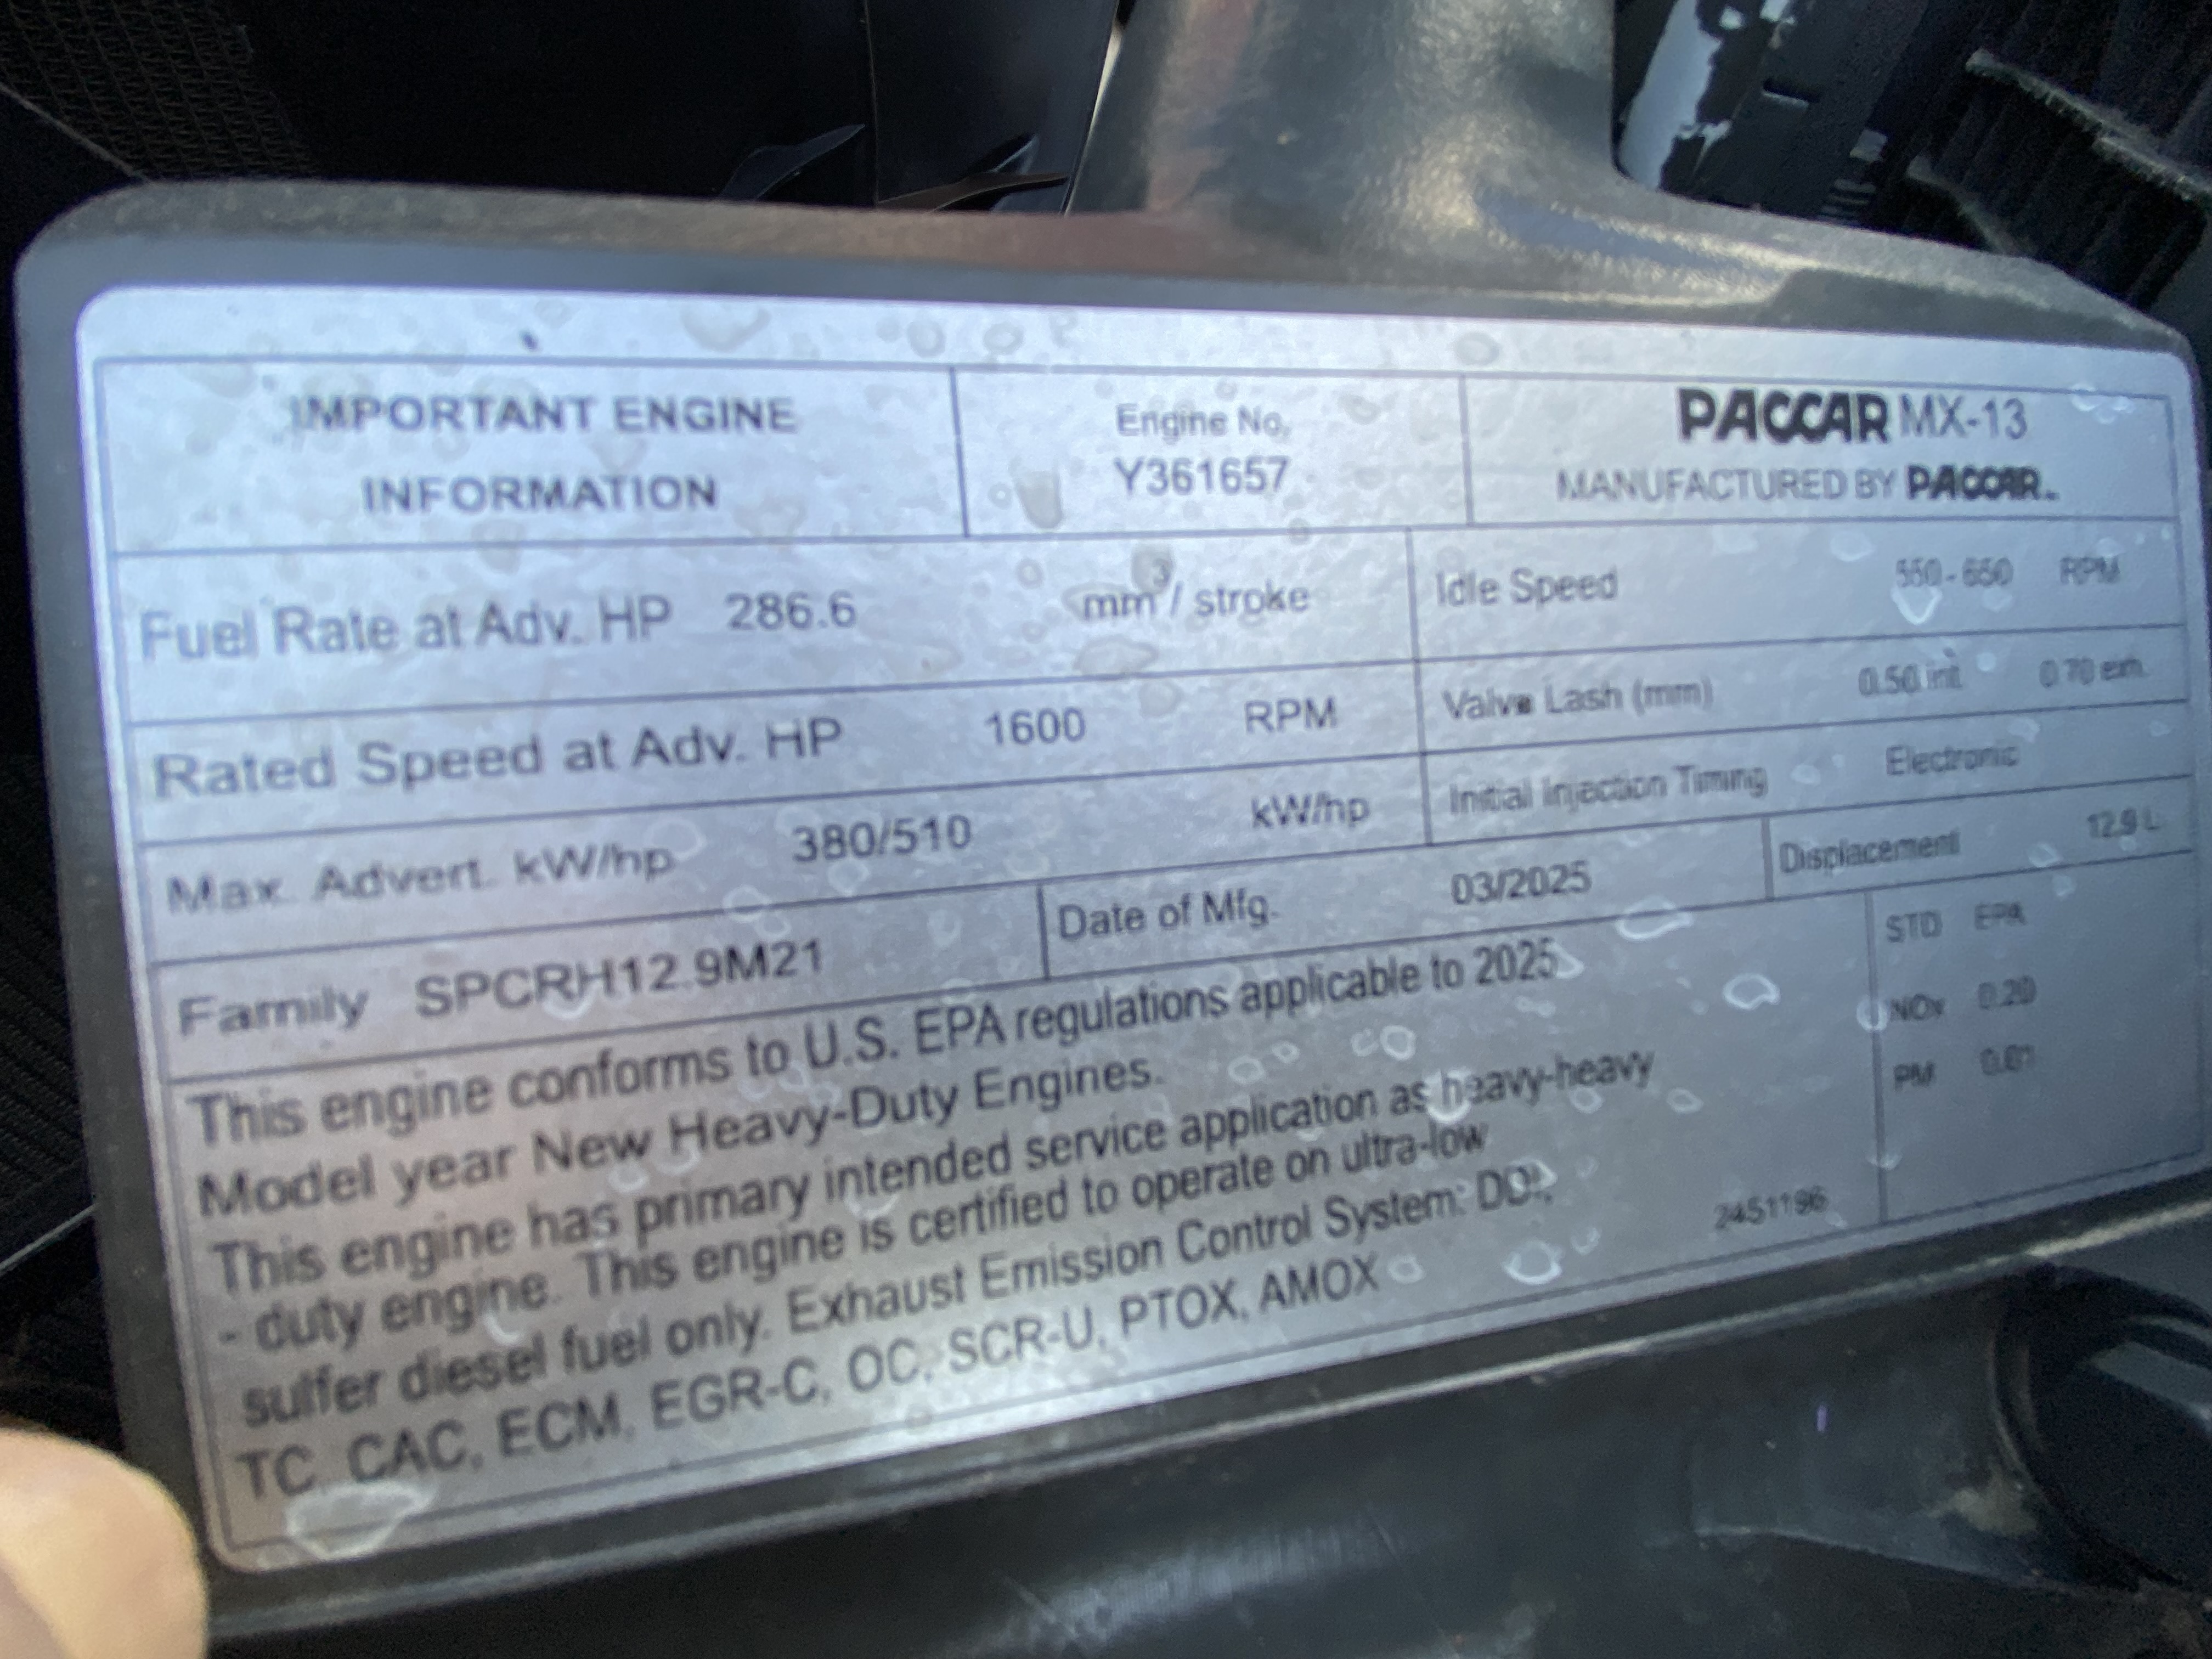 IMPORTANT ENGINE
INFORMATION
Engine No.
Y361657
PACCAR MX-13
MANUFACTURED BY PACCAR
Fuel Rate at Adv. HP 286.6 mm³/ stroke
Idle Speed 550-650 RPM
Rated Speed at Adv. HP 1600 RPM
Valve Lash (mm) 0.50 int. 0.70 exh.
Max. Advert. kW/hp 380/510 kW/hp
Initial Injection Timing Electronic
Family SPCRH12.9M21
Date of Mfg. 03/2025
Displacement 12.9 L
This engine conforms to U.S. EPA regulations applicable to 2025
Model year New Heavy-Duty Engines.
This engine has primary intended service application as heavy-heavy
- duty engine. This engine is certified to operate on ultra-low
sulfer diesel fuel only. Exhaust Emission Control System: DDI,
TC, CAC, ECM, EGR-C, OC, SCR-U, PTOX, AMOX
STD EPA
NOx 0.20
PM 0.01
2451196